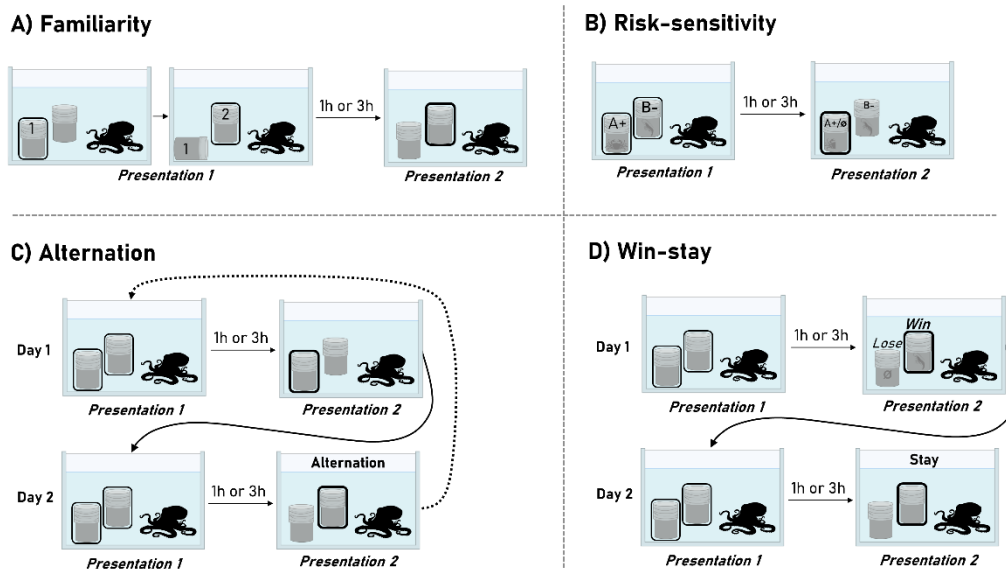 A) Familiarity
1
2
1
1h or 3h
Presentation 1
Presentation 2
B) Risk-sensitivity
A+
B-
1h or 3h
A+/ø
B-
Presentation 1
Presentation 2
C) Alternation
Day 1
1h or 3h
Presentation 1
Presentation 2
Day 2
1h or 3h
Alternation
Presentation 1
Presentation 2
D) Win-stay
Day 1
1h or 3h
Lose
Win
ø
Presentation 1
Presentation 2
Day 2
1h or 3h
Stay
Presentation 1
Presentation 2